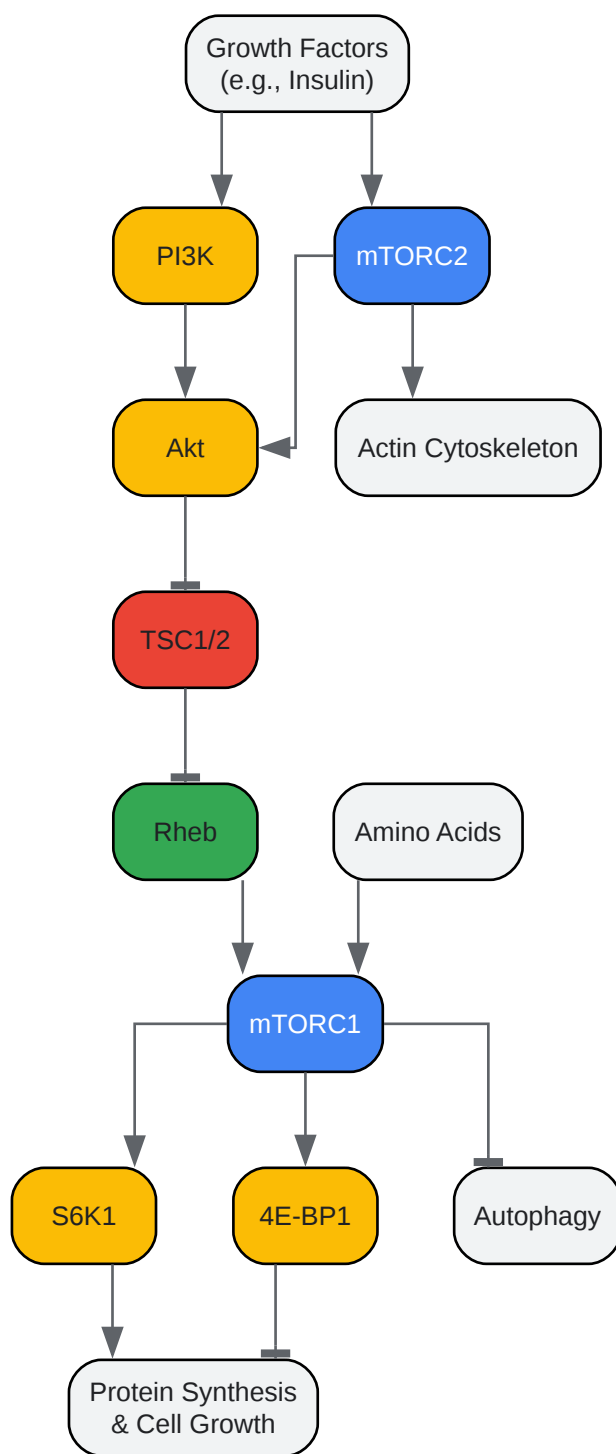 Growth Factors
(e.g., Insulin)
PI3K
mTORC2
Akt
Actin Cytoskeleton
TSC1/2
Rheb
Amino Acids
mTORC1
S6K1
4E-BP1
Autophagy
Protein Synthesis
& Cell Growth